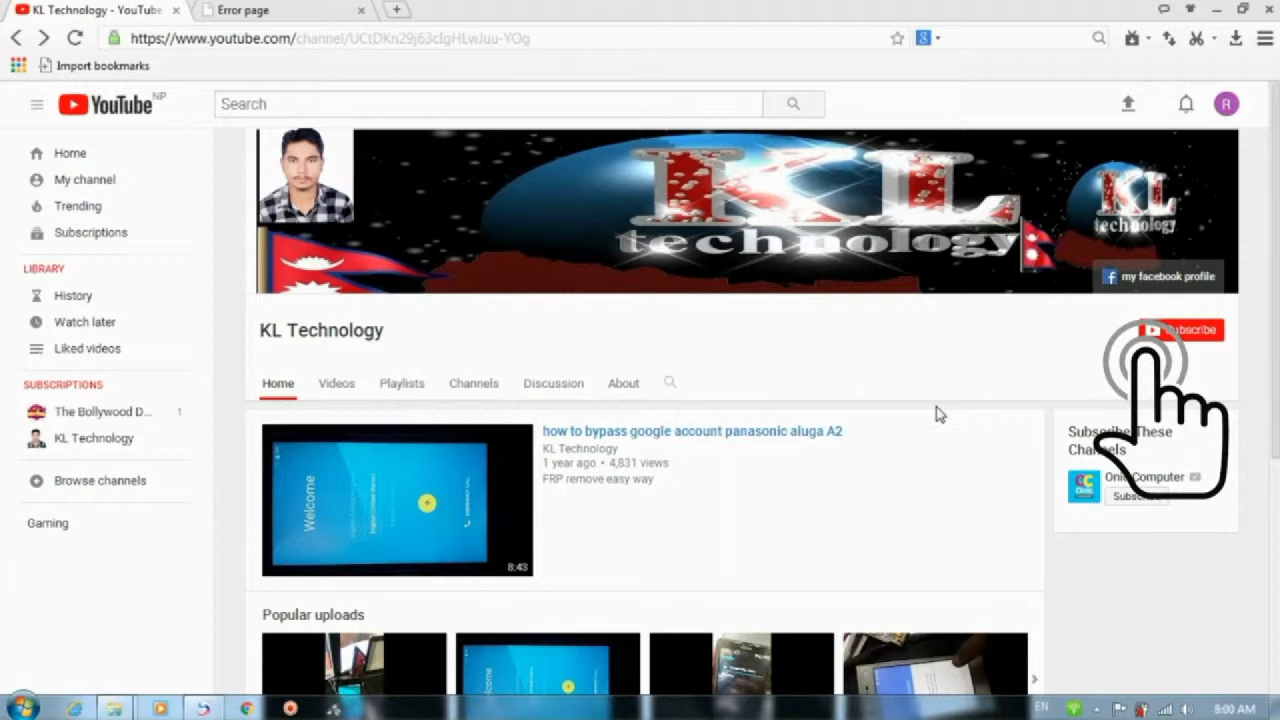 KL Technology - YouTube
Error page
https://www.youtube.com/channel/UCtDKn29j63cIgHLwJuu-YOg
Import bookmarks
YouTube NP
Search
R
Home
My channel
Trending
Subscriptions
LIBRARY
History
Watch later
Liked videos
SUBSCRIPTIONS
The Bollywood D... 1
KL Technology
Browse channels
Gaming
KL
technology
KL
technology
my facebook profile
KL Technology
Subscribe
Home Videos Playlists Channels Discussion About
how to bypass google account panasonic aluga A2
KL Technology
1 year ago • 4,831 views
FRP remove easy way
Welcome
8:43
Subscribe These
Channels
Onic Computer
Subscribe
Popular uploads
EN
8:00 AM